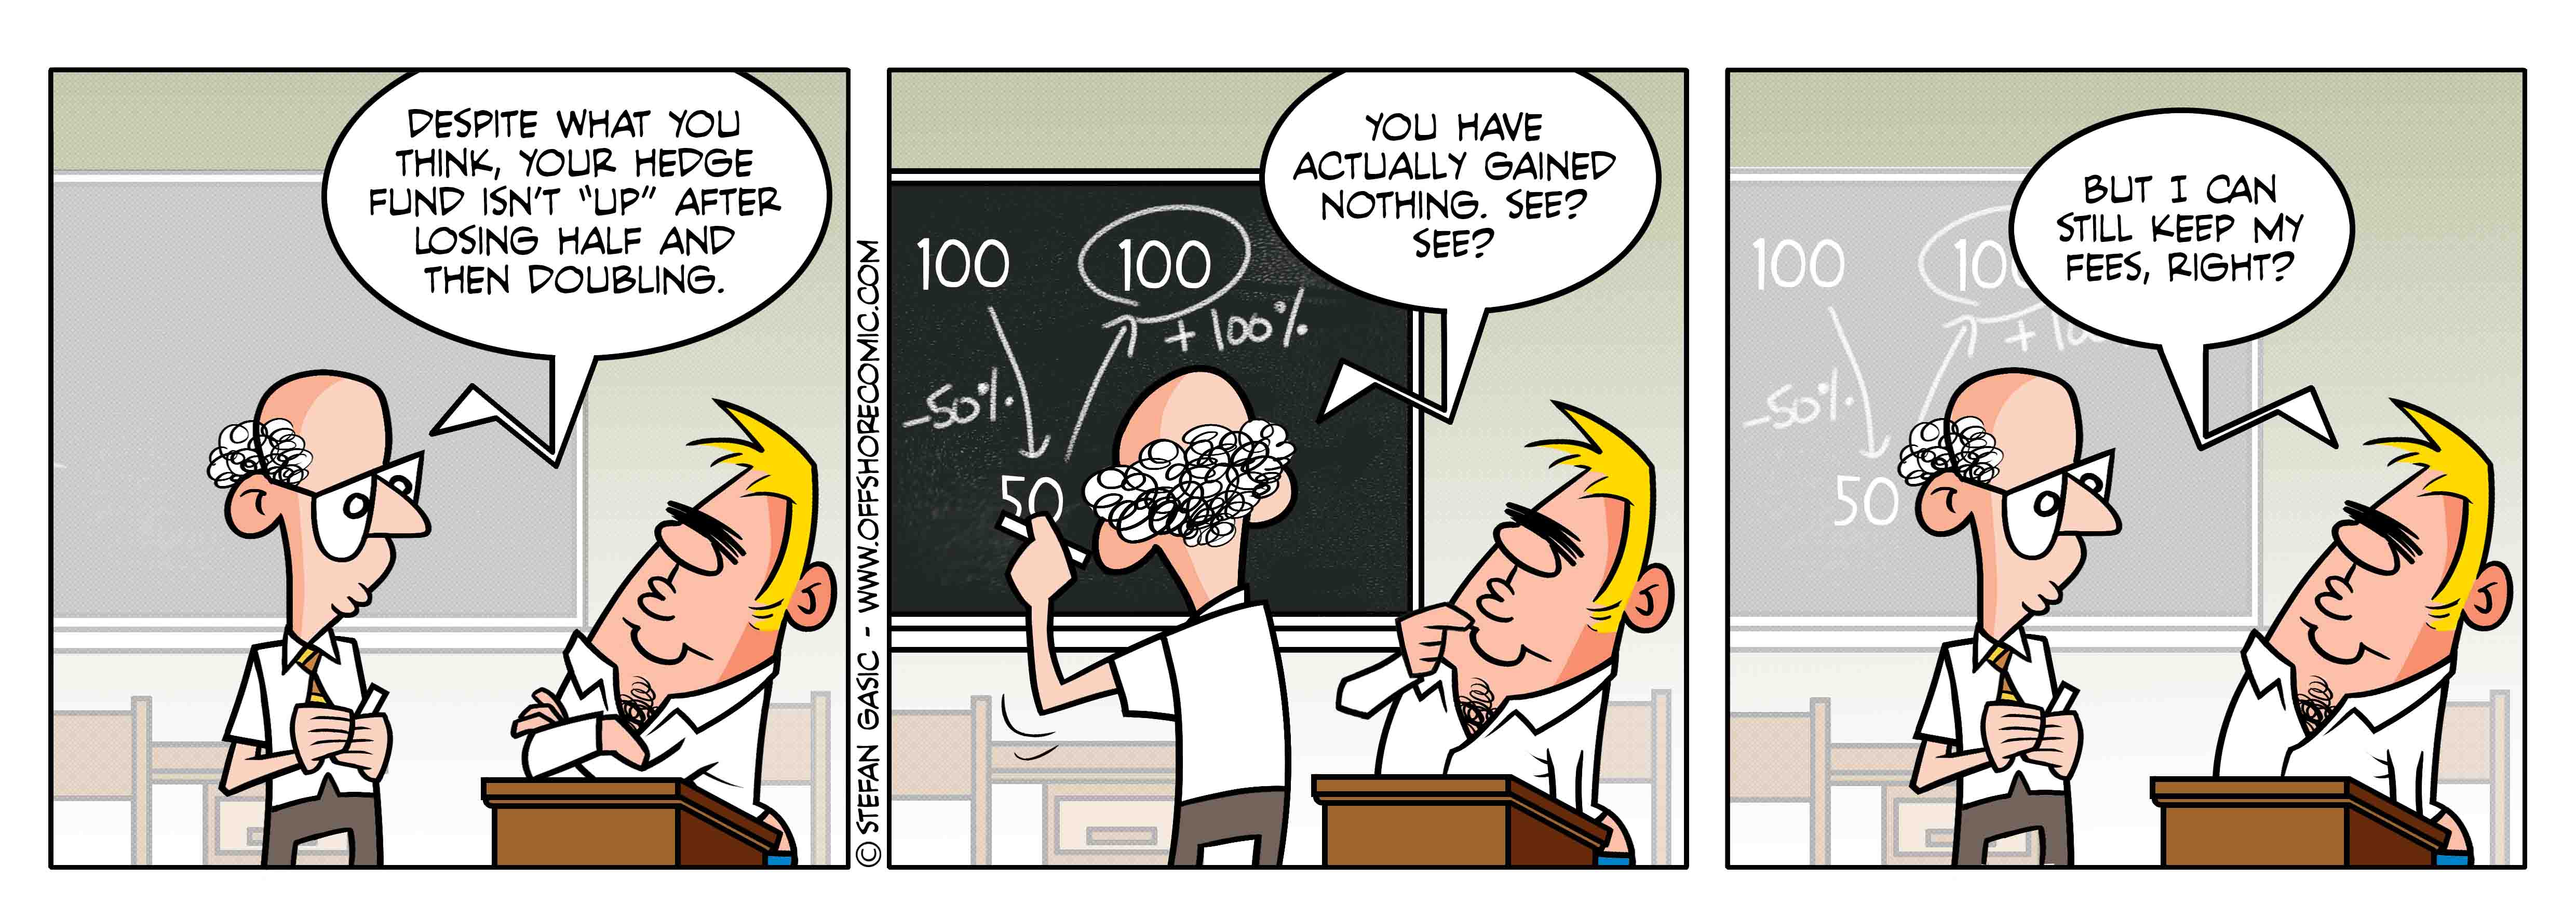 DESPITE WHAT YOU
THINK, YOUR HEDGE
FUND ISN'T "UP" AFTER
LOSING HALF AND
THEN DOUBLING.
© STEFAN GASIC - WWW.OFFSHORECOMIC.COM
YOU HAVE
ACTUALLY GAINED
NOTHING. SEE?
SEE?
100
100
+100%
-50%
50
BUT I CAN
STILL KEEP MY
FEES, RIGHT?
100
100
+100
-50%
50